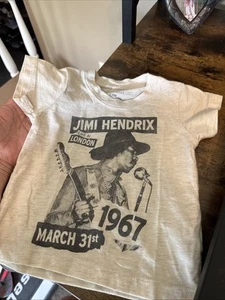 JIMI HENDRIX
LONDON
1967
MARCH 31st